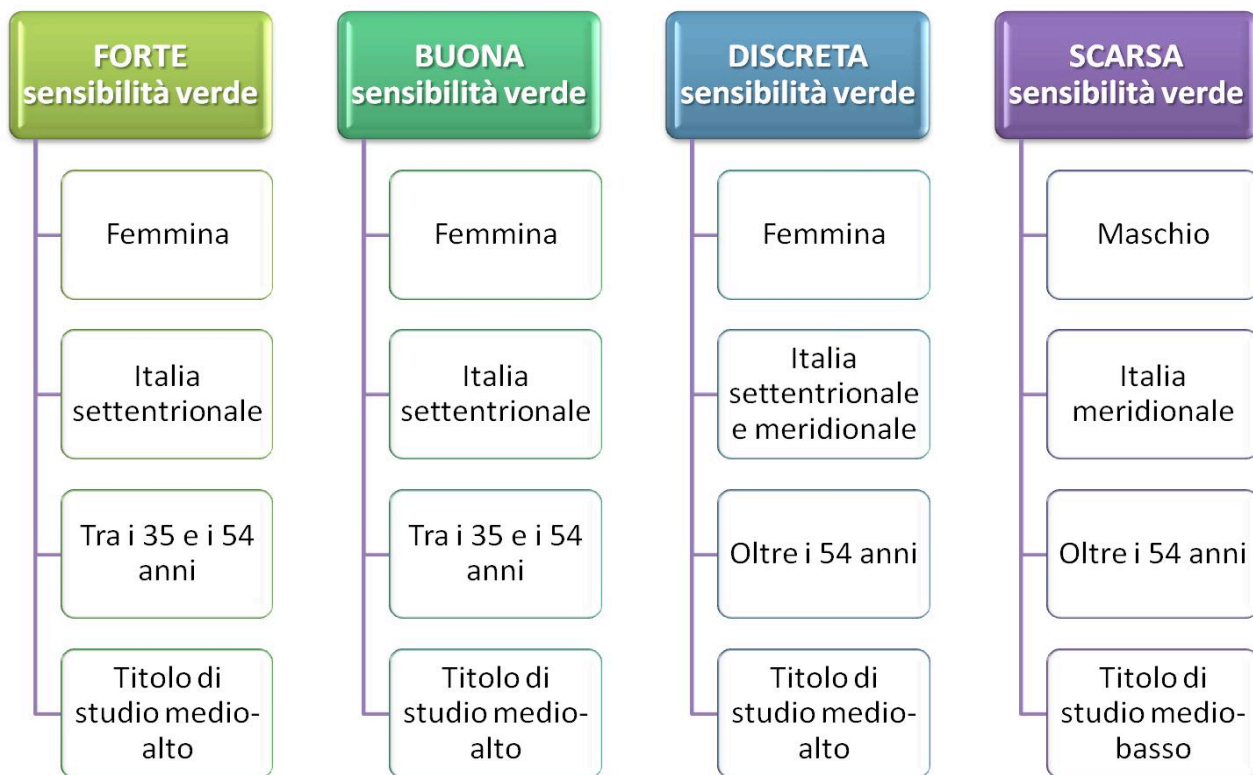 FORTE
sensibilità verde
Femmina
Italia
settentrionale
Tra i 35 e i 54
anni
Titolo di
studio medio-
alto
BUONA
sensibilità verde
Femmina
Italia
settentrionale
Tra i 35 e i 54
anni
Titolo di
studio medio-
alto
DISCRETA
sensibilità verde
Femmina
Italia
settentrionale
e meridionale
Oltre i 54 anni
Titolo di
studio medio-
alto
SCARSA
sensibilità verde
Maschio
Italia
meridionale
Oltre i 54 anni
Titolo di
studio medio-
basso